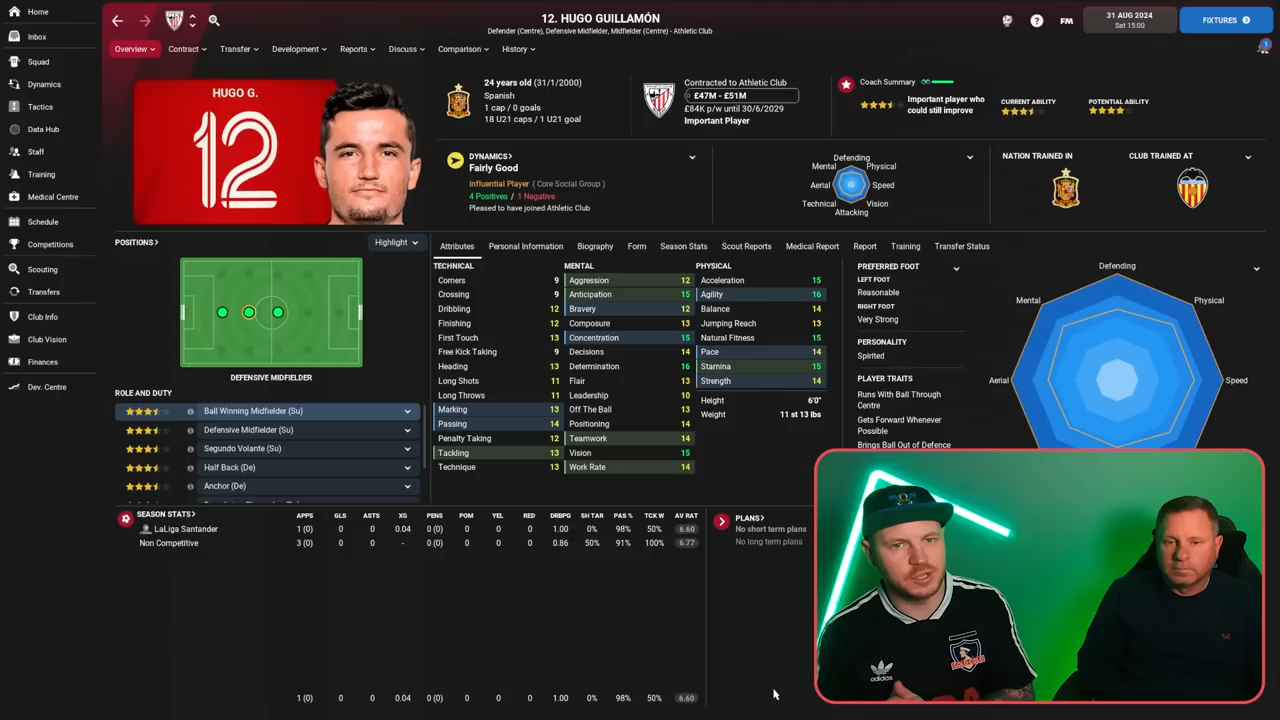 Home
Inbox
Squad
Dynamics
Tactics
Data Hub
Staff
Training
Medical Centre
Schedule
Competitions
Scouting
Transfers
Club Info
Club Vision
Finances
Dev. Centre
12. HUGO GUILLAMÓN
Defender (Centre), Defensive Midfielder, Midfielder (Centre) - Athletic Club
FM
31 AUG 2024
Sat 15:00
FIXTURES
1
Overview Contract Transfer Development Reports Discuss Comparison History
HUGO G.
12
24 years old (31/1/2000)
Spanish
1 cap / 0 goals
18 U21 caps / 1 U21 goal
Contracted to Athletic Club
£47M - £51M
£84K p/w until 30/6/2029
Important Player
Coach Summary
Important player who
could still improve
CURRENT ABILITY
POTENTIAL ABILITY
DYNAMICS>
Fairly Good
Influential Player ( Core Social Group )
4 Positives / 1 Negative
Pleased to have joined Athletic Club
Defending
Mental Physical
Aerial Speed
Technical Vision
Attacking
NATION TRAINED IN
CLUB TRAINED AT
POSITIONS>
Highlight
DEFENSIVE MIDFIELDER
ROLE AND DUTY
Ball Winning Midfielder (Su)
Defensive Midfielder (Su)
Segundo Volante (Su)
Half Back (De)
Anchor (De)
Attributes Personal Information Biography Form Season Stats Scout Reports Medical Report Report Training Transfer Status
TECHNICAL
Corners 9
Crossing 9
Dribbling 12
Finishing 12
First Touch 13
Free Kick Taking 9
Heading 13
Long Shots 11
Long Throws 11
Marking 13
Passing 14
Penalty Taking 12
Tackling 13
Technique 13
MENTAL
Aggression 12
Anticipation 15
Bravery 12
Composure 13
Concentration 15
Decisions 14
Determination 16
Flair 13
Leadership 10
Off The Ball 13
Positioning 14
Teamwork 14
Vision 15
Work Rate 14
PHYSICAL
Acceleration 15
Agility 16
Balance 14
Jumping Reach 13
Natural Fitness 15
Pace 14
Stamina 15
Strength 14
Height 6'0"
Weight 11 st 13 lbs
PREFERRED FOOT
LEFT FOOT
Reasonable
RIGHT FOOT
Very Strong
PERSONALITY
Spirited
PLAYER TRAITS
Runs With Ball Through
Centre
Gets Forward Whenever
Possible
Brings Ball Out of Defence
Defending
Mental Physical
Aerial Speed
SEASON STATS> APPS GLS ASTS XG PENS POM YEL RED DRBPG SH TAR PAS % TCK W AV RAT
LaLiga Santander 1 (0) 0 0 0.04 0 (0) 0 0 0 1.00 0% 98% 50% 6.60
Non Competitive 3 (0) 0 0 - 0 (0) 0 0 0 0.86 50% 91% 100% 6.77
1 (0) 0 0 0.04 0 (0) 0 0 0 1.00 0% 98% 50% 6.60
PLANS>
No short term plans
No long term plans
adidas